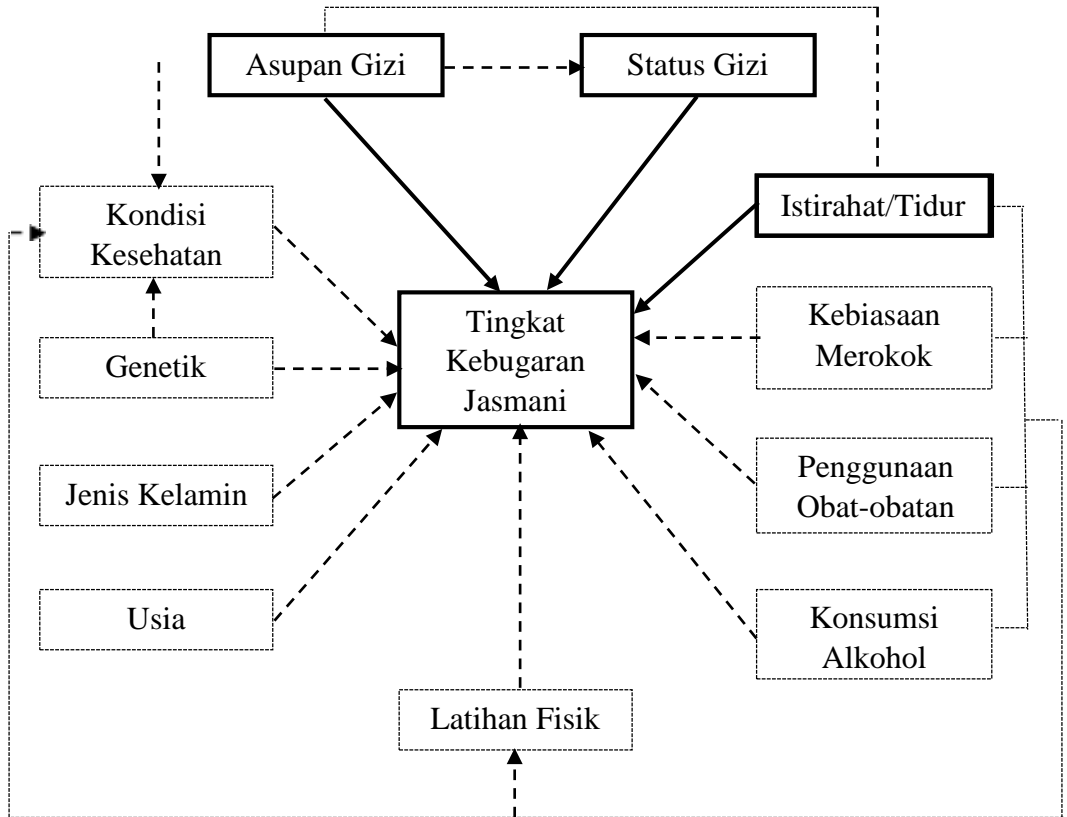 Asupan Gizi
Status Gizi
Kondisi
Kesehatan
Istirahat/Tidur
Tingkat
Kebugaran
Jasmani
Kebiasaan
Merokok
Genetik
Jenis Kelamin
Penggunaan
Obat-obatan
Usia
Konsumsi
Alkohol
Latihan Fisik